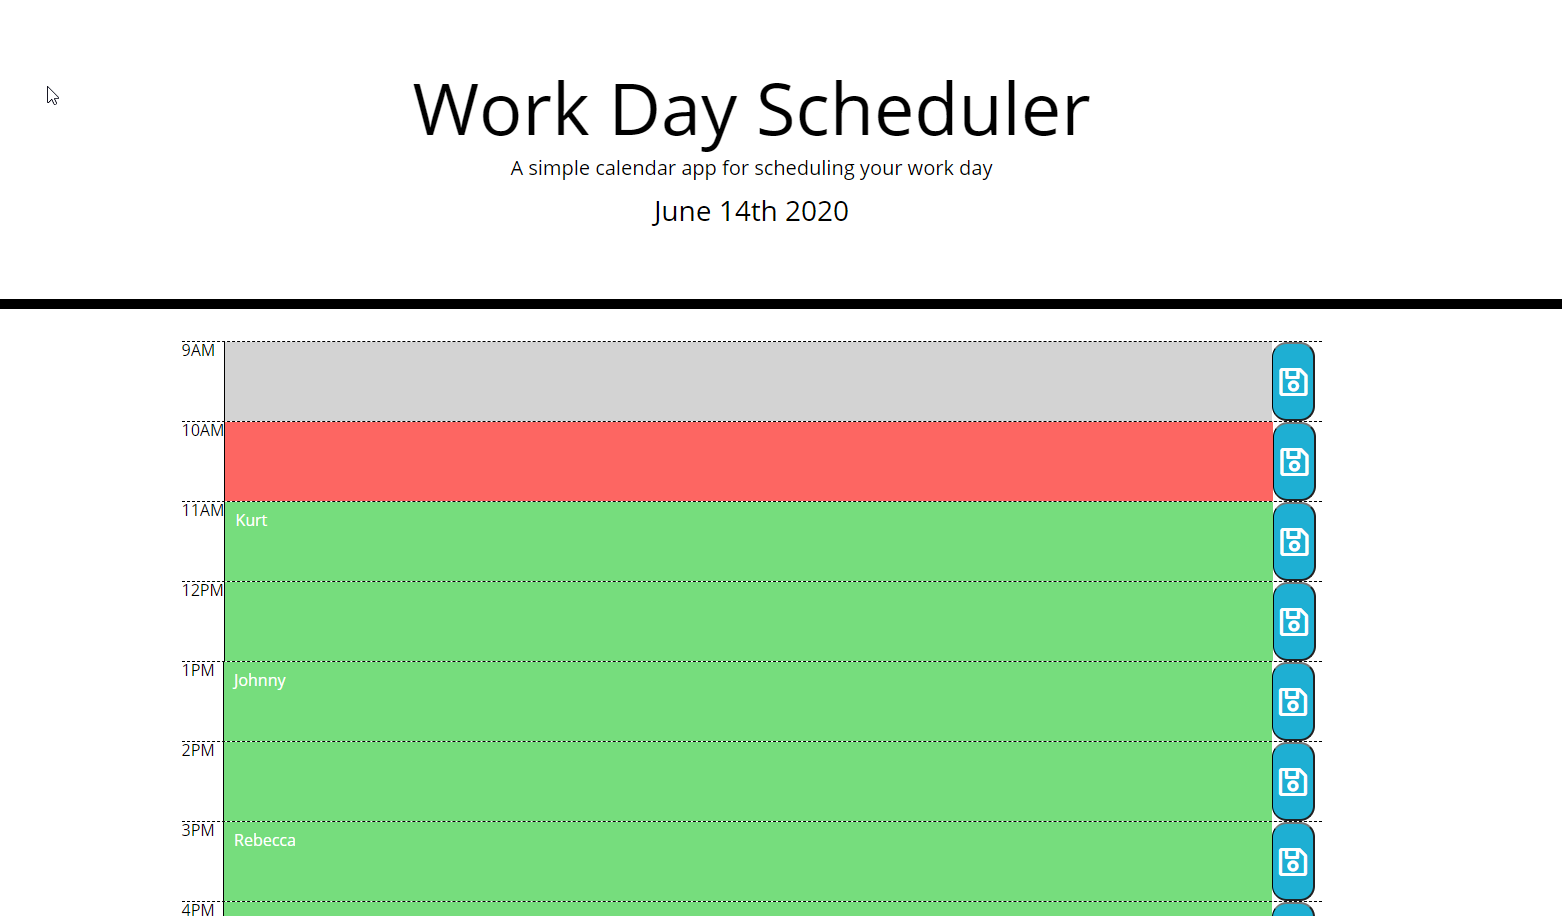 Work Day Scheduler
A simple calendar app for scheduling your work day
June 14th 2020
9AM
10AM
11AM
Kurt
12PM
1PM
Johnny
2PM
3PM
Rebecca
4PM